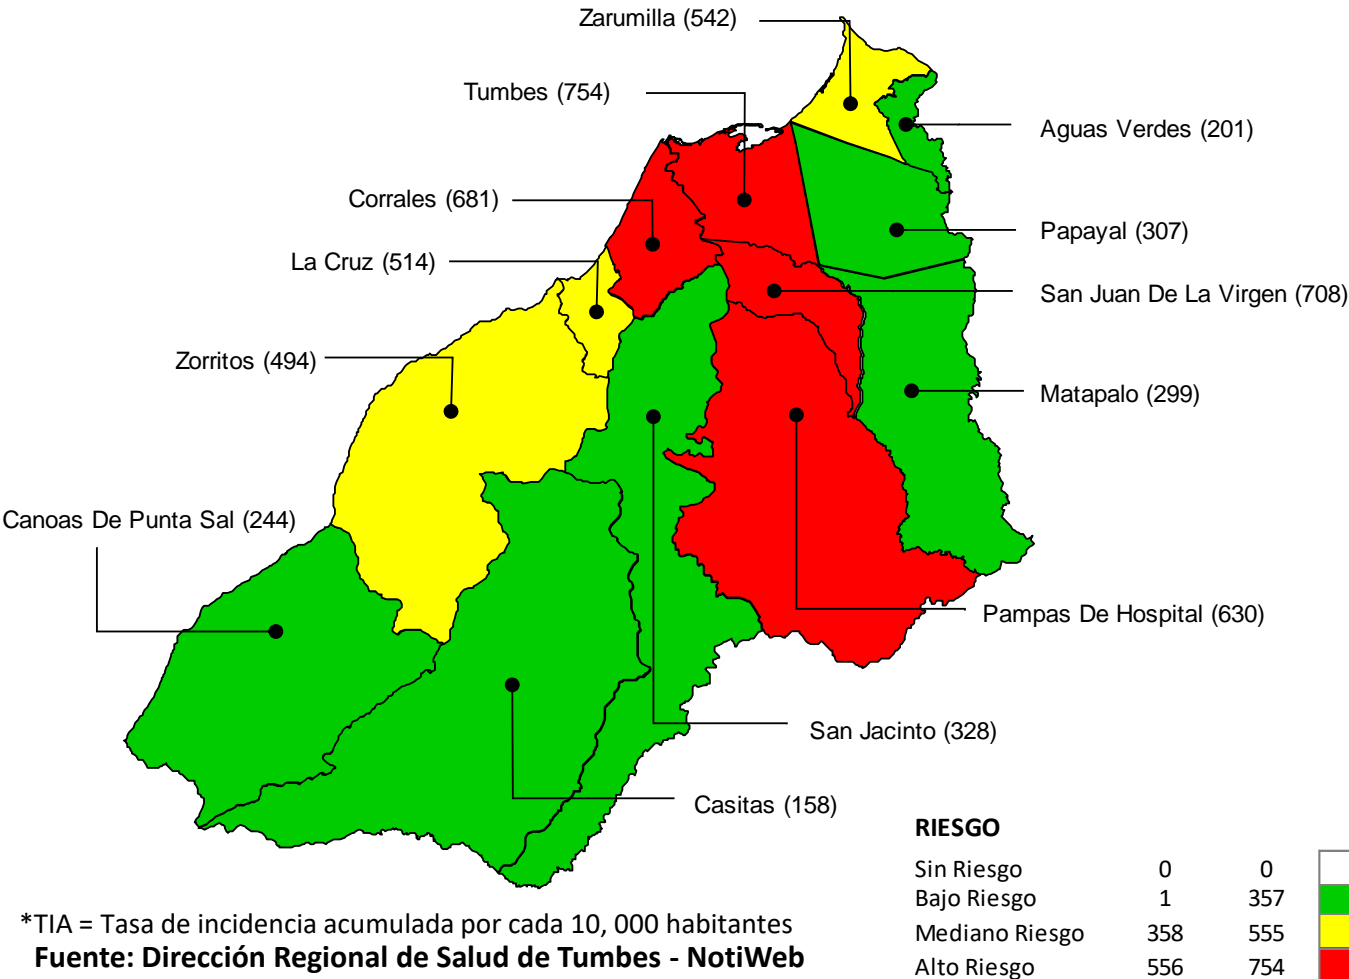 Zarumilla (542)
Tumbes (754)
Aguas Verdes (201)
Corrales (681)
Papayal (307)
La Cruz (514)
San Juan De La Virgen (708)
Zorritos (494)
Matapalo (299)
Canoas De Punta Sal (244)
Pampas De Hospital (630)
San Jacinto (328)
Casitas (158)
RIESGO
Sin Riesgo 0 0
Bajo Riesgo 1 357
Mediano Riesgo 358 555
Alto Riesgo 556 754
*TIA = Tasa de incidencia acumulada por cada 10, 000 habitantes
Fuente: Dirección Regional de Salud de Tumbes - NotiWeb